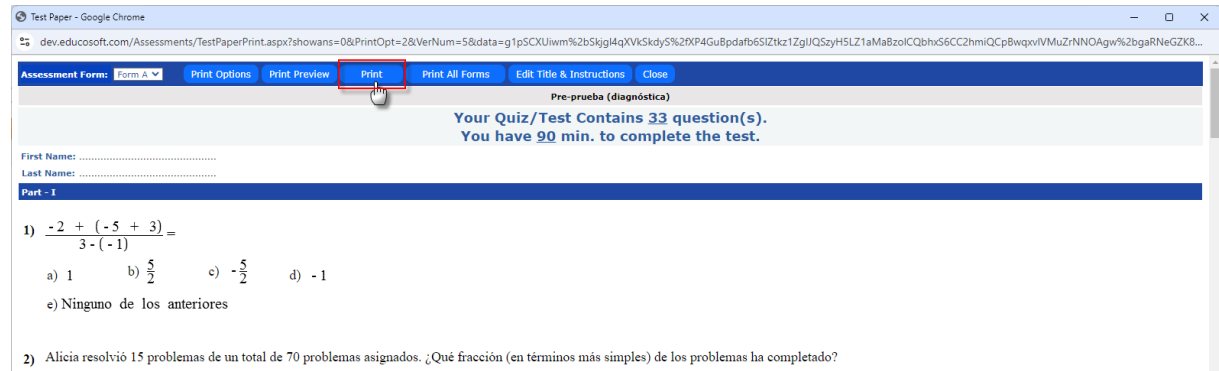 Test Paper - Google Chrome
dev.educosoft.com/Assessments/TestPaperPrint.aspx?showans=0&PrintOpt=2&VerNum=5&data=g1pSCXUiwm%2bSkjgl4qXVkSkdyS%2fXP4GuBpdafb6SlZtkz1ZglJQSzyH5LZ1aMaBzolCQbhxS6CC2hmiQCpBwqxvlVMuZrNNOAgw%2bgaRNeGZK8...
Assessment Form: Form A Print Options Print Preview Print Print All Forms Edit Title & Instructions Close
Pre-prueba (diagnóstica)
Your Quiz/Test Contains 33 question(s).
You have 90 min. to complete the test.
First Name: ............................................
Last Name: ............................................
Part - I
1) -2 + (-5 + 3)
3 - (-1) =
a) 1 b) 5/2 c) -5/2 d) -1
e) Ninguno de los anteriores
2) Alicia resolvió 15 problemas de un total de 70 problemas asignados. ¿Qué fracción (en términos más simples) de los problemas ha completado?